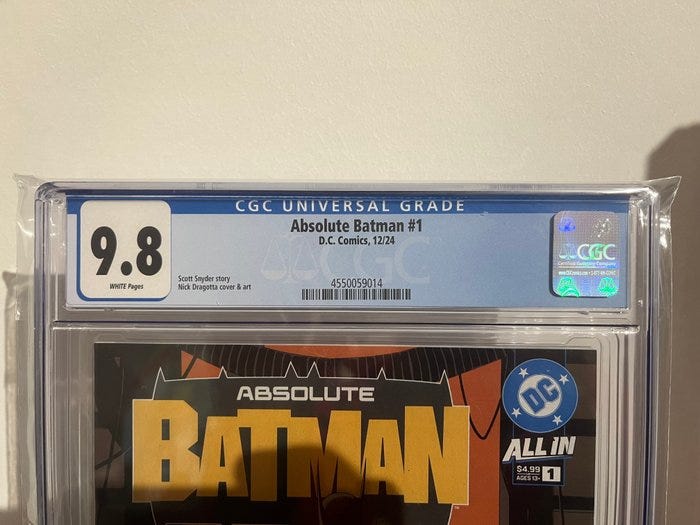 CGC UNIVERSAL GRADE
9.8
WHITE Pages
Absolute Batman #1
D.C. Comics, 12/24
Scott Snyder story
Nick Dragotta cover & art
4550059014
CGC
CGC
ABSOLUTE
BATMAN
DC
ALL IN
$4.99
AGES 13+
1